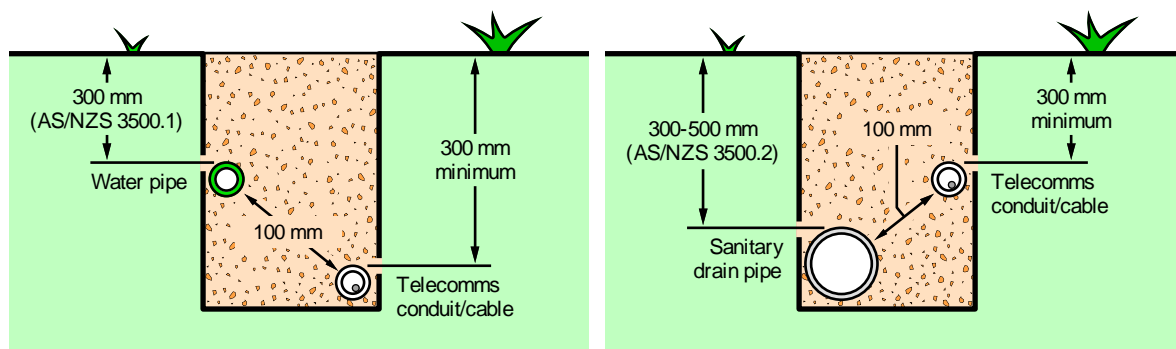 300 mm
(AS/NZS 3500.1)
Water pipe
100 mm
300 mm
minimum
Telecomms
conduit/cable
300-500 mm
(AS/NZS 3500.2)
Sanitary
drain pipe
100 mm
300 mm
minimum
Telecomms
conduit/cable